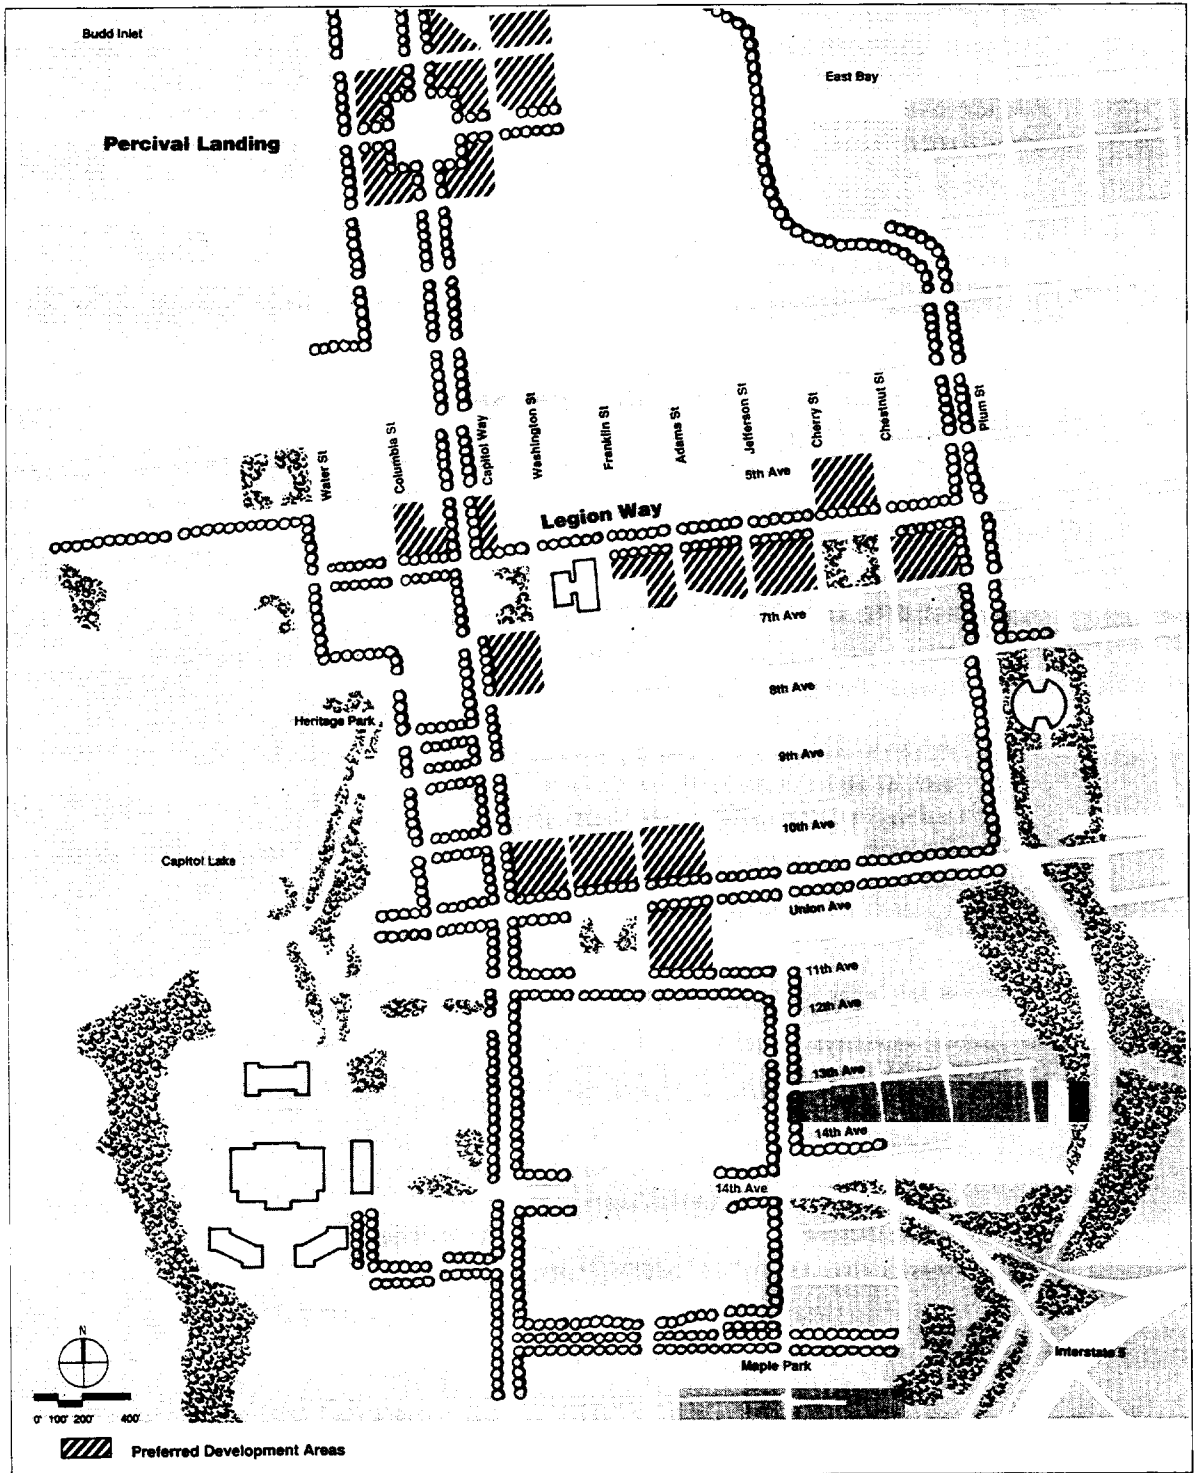 Budd Inlet
East Bay
Percival Landing
Water St
Columbia St
Capitol Way
Washington St
Franklin St
Adams St
Jefferson St
Cherry St
Chestnut St
Plum St
5th Ave
Legion Way
7th Ave
8th Ave
Heritage Park
9th Ave
10th Ave
Capitol Lake
Union Ave
11th Ave
12th Ave
13th Ave
14th Ave
14th Ave
N
Interstate 5
Maple Park
0' 100' 200' 400'
Preferred Development Areas